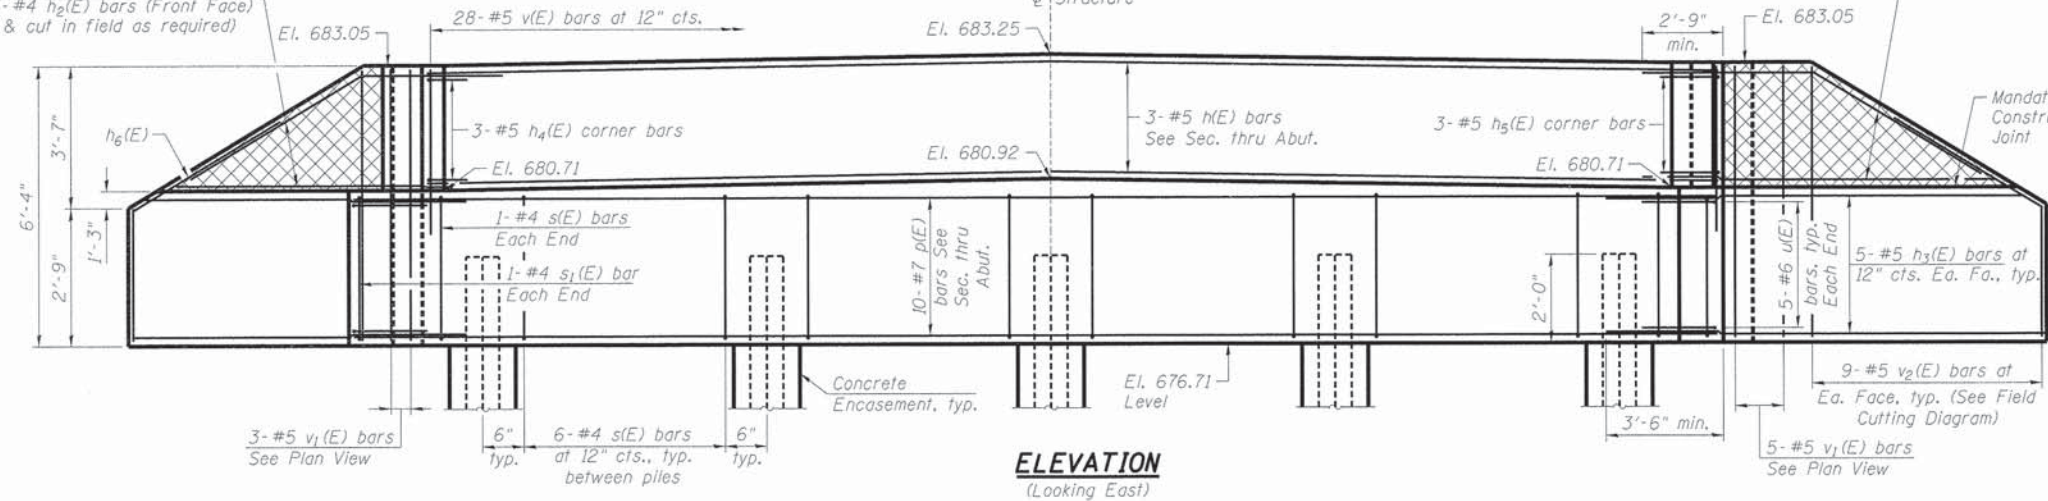 - #4 h2(E) bars (Front Face)
& cut in field as required)
28- #5 v(E) bars at 12" cts.
El. 683.05
El. 683.25
℄ Structure
2'-9"
min.
El. 683.05
6'-4"
3'-7"
2'-9"
1'-3"
h6(E)
3- #5 h4(E) corner bars
El. 680.71
El. 680.92
3- #5 h(E) bars
See Sec. thru Abut.
3- #5 h5(E) corner bars
El. 680.71
Mandat
Constru
Joint
1- #4 s(E) bars
Each End
1- #4 s1(E) bar
Each End
10- #7 p(E)
bars See
Sec. thru
Abut.
2'-0"
5- #6 u(E)
bars, typ.
Each End
5- #5 h3(E) bars at
12" cts. Ea. Fa., typ.
Concrete
Encasement, typ.
El. 676.71
Level
3'-6" min.
9- #5 v2(E) bars at
Ea. Face, typ. (See Field
Cutting Diagram)
3- #5 v1(E) bars
See Plan View
6"
typ.
6- #4 s(E) bars
at 12" cts., typ.
between piles
6"
typ.
5- #5 v1(E) bars
See Plan View
ELEVATION
(Looking East)